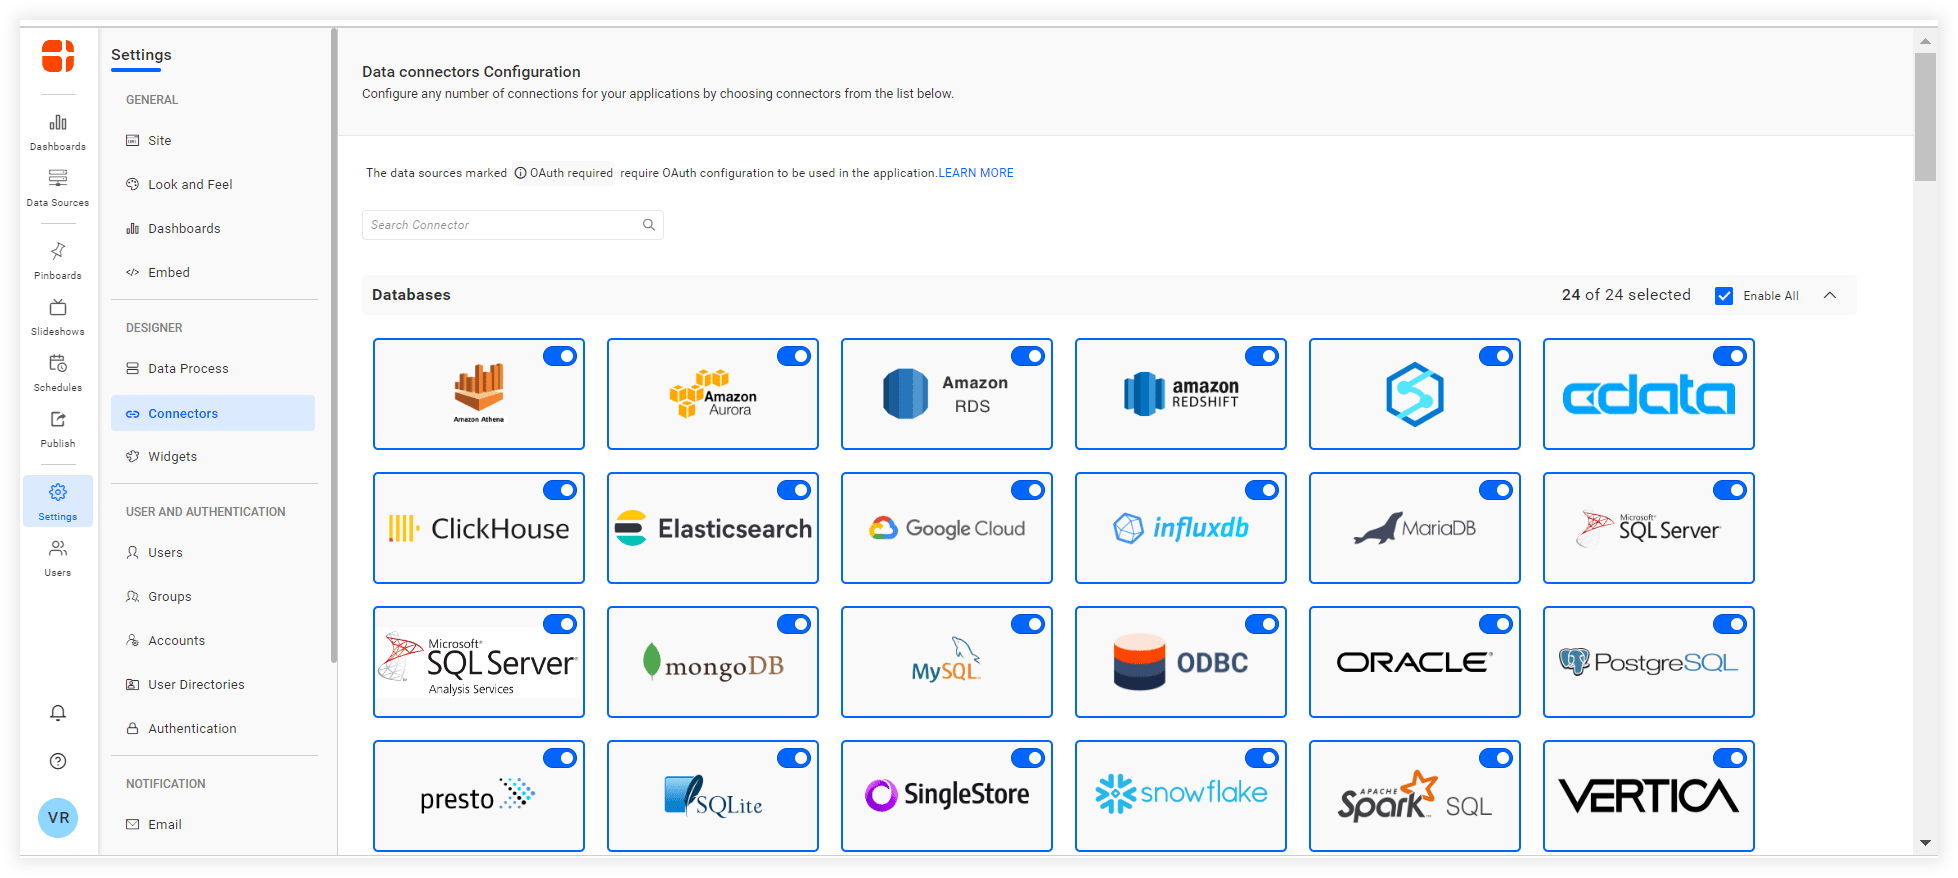 Settings
GENERAL
Site
Look and Feel
Dashboards
Embed
DESIGNER
Data Process
Connectors
Widgets
USER AND AUTHENTICATION
Users
Groups
Accounts
User Directories
Authentication
NOTIFICATION
Email
Dashboards
Data Sources
Pinboards
Slideshows
Schedules
Publish
Settings
Users
VR
Data connectors Configuration
Configure any number of connections for your applications by choosing connectors from the list below.
The data sources marked OAuth required require OAuth configuration to be used in the application.LEARN MORE
Search Connector
Databases
24 of 24 selected
Enable All
Amazon Athena
Amazon
Aurora
Amazon
RDS
amazon
REDSHIFT
cdata
ClickHouse
Elasticsearch
Google Cloud
influxdb
MariaDB
Microsoft®
SQL Server®
Microsoft®
SQL Server®
Analysis Services
mongoDB
MySQL
ODBC
ORACLE®
PostgreSQL
presto
SQLite
SingleStore
snowflake
APACHE
Spark SQL
VERTICA